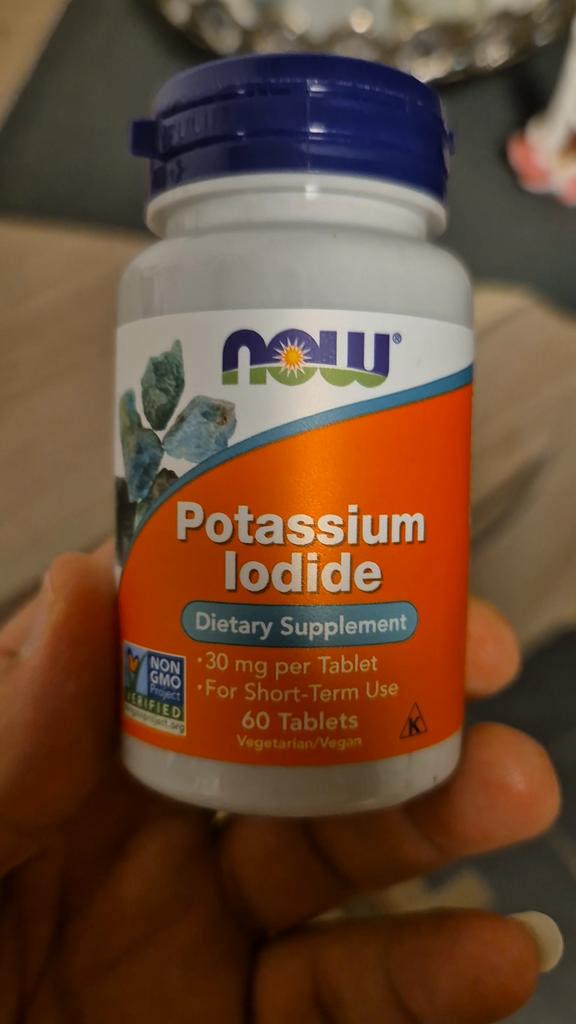 NOW®
Potassium
Iodide
Dietary Supplement
• 30 mg per Tablet
• For Short-Term Use
60 Tablets
Vegetarian/Vegan
NON
GMO
Project
VERIFIED
K